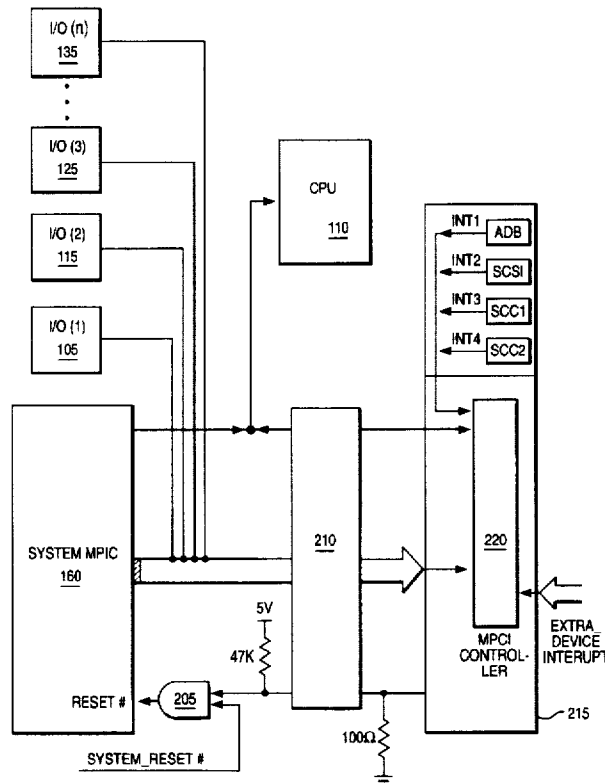 I/O (n)
135
I/O (3)
125
I/O (2)
115
I/O (1)
105
CPU
110
INT1
ADB
INT2
SCSI
INT3
SCC1
INT4
SCC2
SYSTEM MPIC
160
210
220
MPCI
CONTROL-
LER
EXTRA_
DEVICE
INTERUPT
5V
47K
RESET #
205
100Ω
215
SYSTEM_RESET #